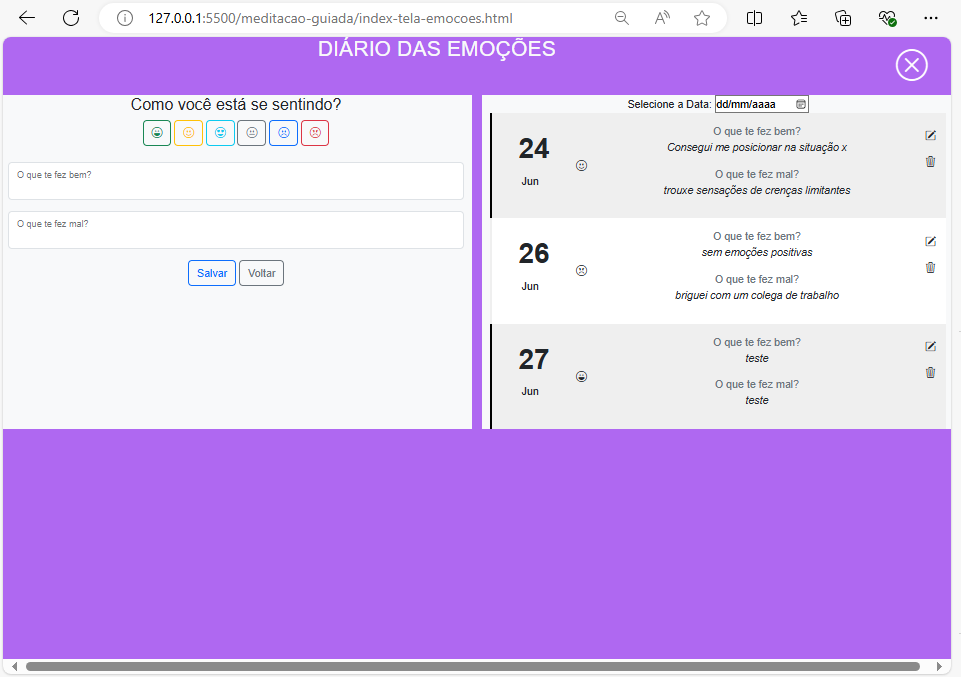 127.0.0.1:5500/meditacao-guiada/index-tela-emocoes.html
DIÁRIO DAS EMOÇÕES
Como você está se sentindo?
O que te fez bem?
O que te fez mal?
Salvar Voltar
Selecione a Data: dd/mm/aaaa
24
Jun
O que te fez bem?
Consegui me posicionar na situação x
O que te fez mal?
trouxe sensações de crenças limitantes
26
Jun
O que te fez bem?
sem emoções positivas
O que te fez mal?
briguei com um colega de trabalho
27
Jun
O que te fez bem?
teste
O que te fez mal?
teste